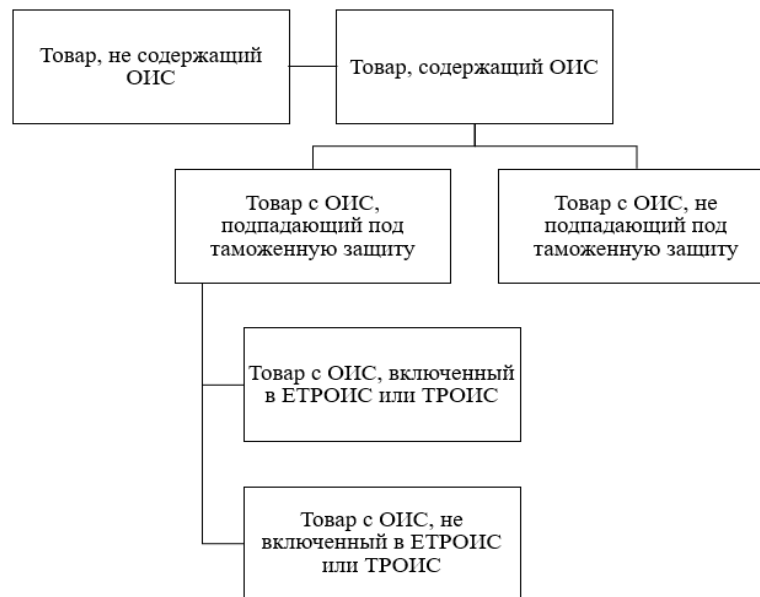 Товар, не содержащий
ОИС
Товар, содержащий ОИС
Товар с ОИС,
подпадающий под
таможенную защиту
Товар с ОИС, не
подпадающий под
таможенную защиту
Товар с ОИС, включенный
в ЕТРОИС или ТРОИС
Товар с ОИС, не
включенный в ЕТРОИС
или ТРОИС